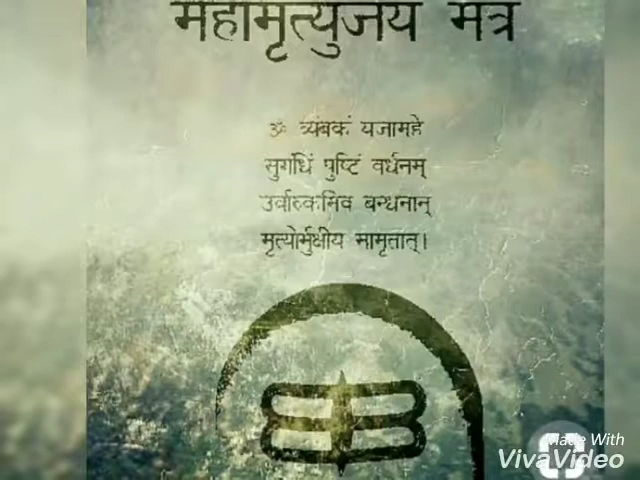 महामृत्युंजय मंत्र
ॐ त्र्यंबकं यजामहे
सुगंधिं पुष्टिं वर्धनम्
उर्वारुकमिव बन्धनान्
मृत्योर्मुक्षीय मामृतात्।
Made With
VivaVideo